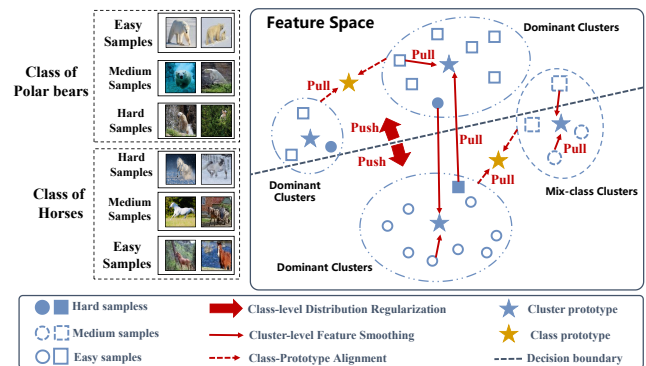 Feature Space
Easy
Samples
Class of
Polar bears
Medium
Samples
Hard
Samples
Hard
Samples
Class of
Horses
Medium
Samples
Easy
Samples
Dominant Clusters
Pull
Pull
Push
Push
Pull
Pull
Pull
Dominant
Clusters
Mix-class Clusters
Dominant Clusters
Hard sampless
Class-level Distribution Regularization
Cluster prototype
Medium samples
Cluster-level Feature Smoothing
Class prototype
Easy samples
Class-Prototype Alignment
Decision boundary